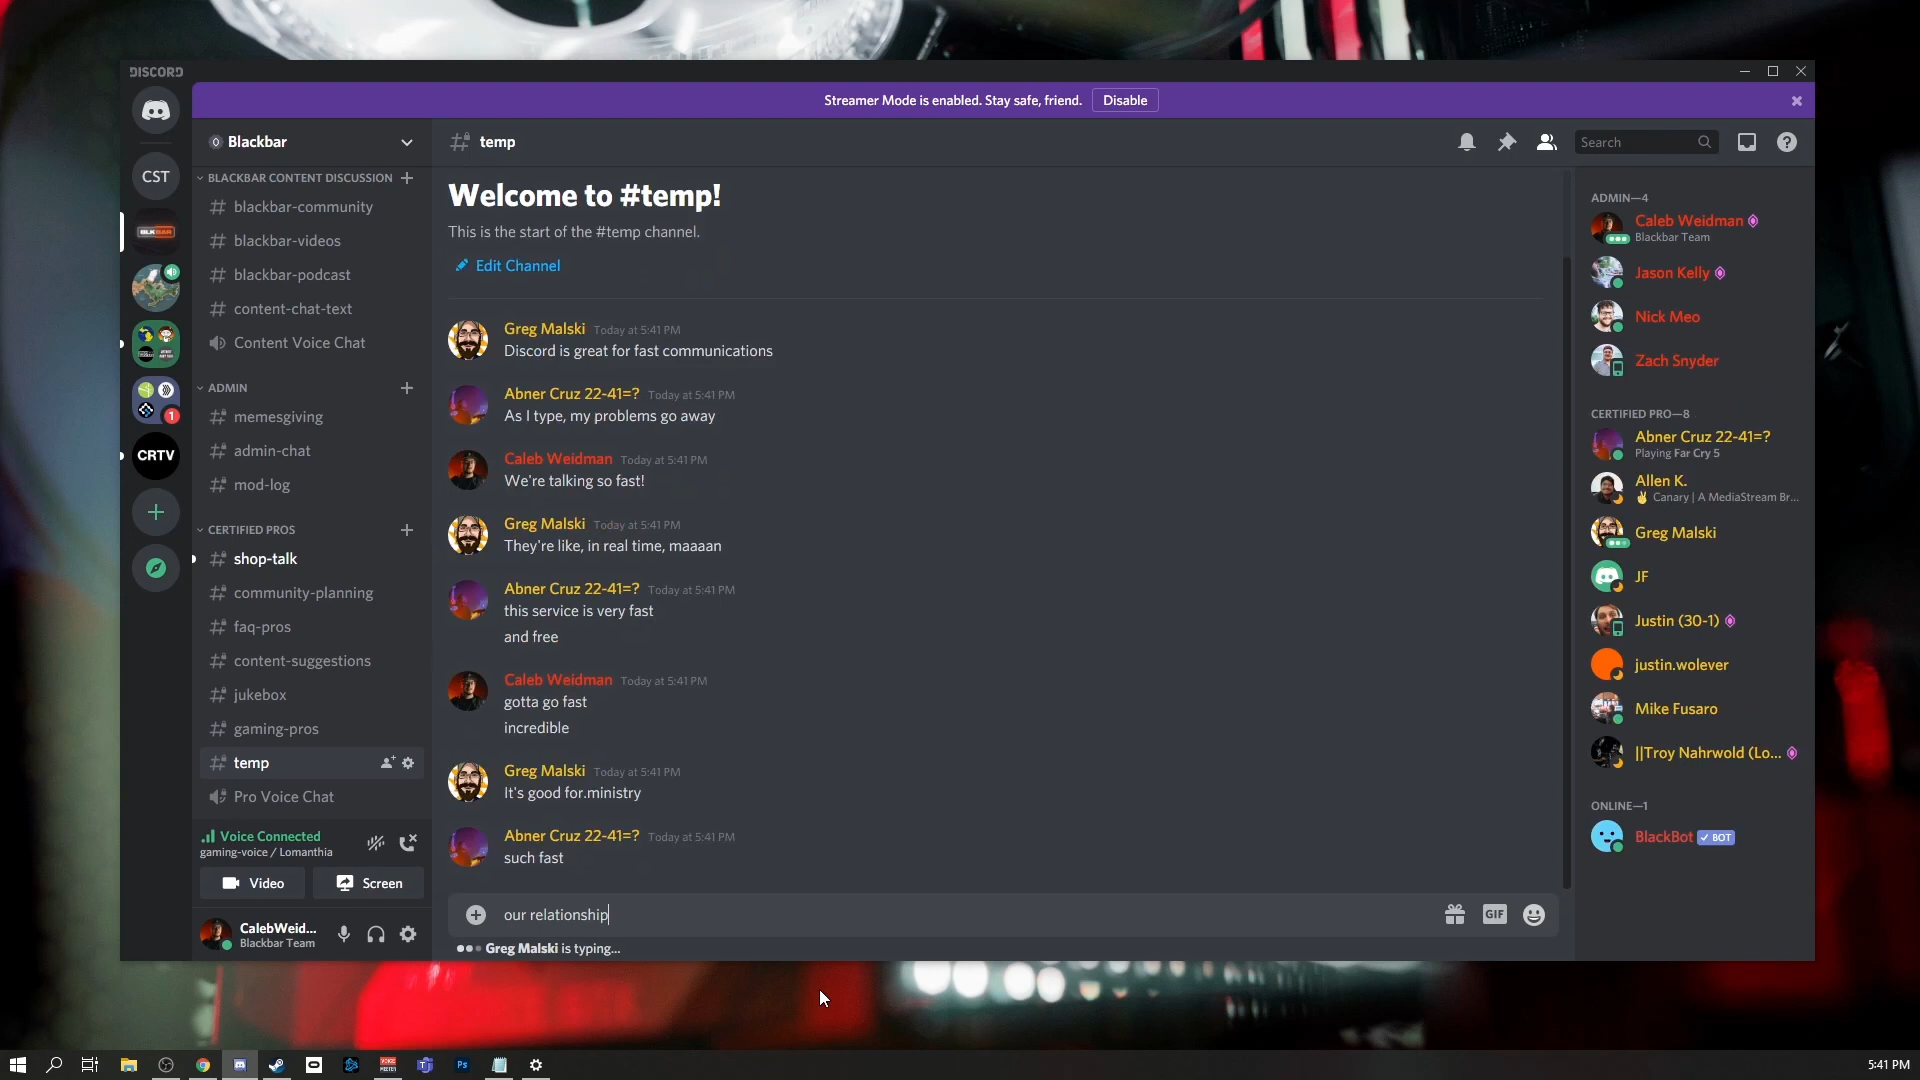 DISCORD
Streamer Mode is enabled. Stay safe, friend. Disable
Blackbar
temp
Search
CST
BLKBAR
1
CRTV
BLACKBAR CONTENT DISCUSSION
blackbar-community
blackbar-videos
blackbar-podcast
content-chat-text
Content Voice Chat
ADMIN
memesgiving
admin-chat
mod-log
CERTIFIED PROS
shop-talk
community-planning
faq-pros
content-suggestions
jukebox
gaming-pros
temp
Pro Voice Chat
Voice Connected
gaming-voice / Lomanthia
Video
Screen
CalebWeid...
Blackbar Team
Welcome to #temp!
This is the start of the #temp channel.
Edit Channel
Greg Malski Today at 5:41 PM
Discord is great for fast communications
Abner Cruz 22-41=? Today at 5:41 PM
As I type, my problems go away
Caleb Weidman Today at 5:41 PM
We're talking so fast!
Greg Malski Today at 5:41 PM
They're like, in real time, maaaan
Abner Cruz 22-41=? Today at 5:41 PM
this service is very fast
and free
Caleb Weidman Today at 5:41 PM
gotta go fast
incredible
Greg Malski Today at 5:41 PM
It's good for.ministry
Abner Cruz 22-41=? Today at 5:41 PM
such fast
our relationship
GIF
Greg Malski is typing...
ADMIN—4
Caleb Weidman
Blackbar Team
Jason Kelly
Nick Meo
Zach Snyder
CERTIFIED PRO—8
Abner Cruz 22-41=?
Playing Far Cry 5
Allen K.
Canary | A MediaStream Br...
Greg Malski
JF
Justin (30-1)
justin.wolever
Mike Fusaro
||Troy Nahrwold (Lo...
ONLINE—1
BlackBot BOT
Ps
5:41 PM